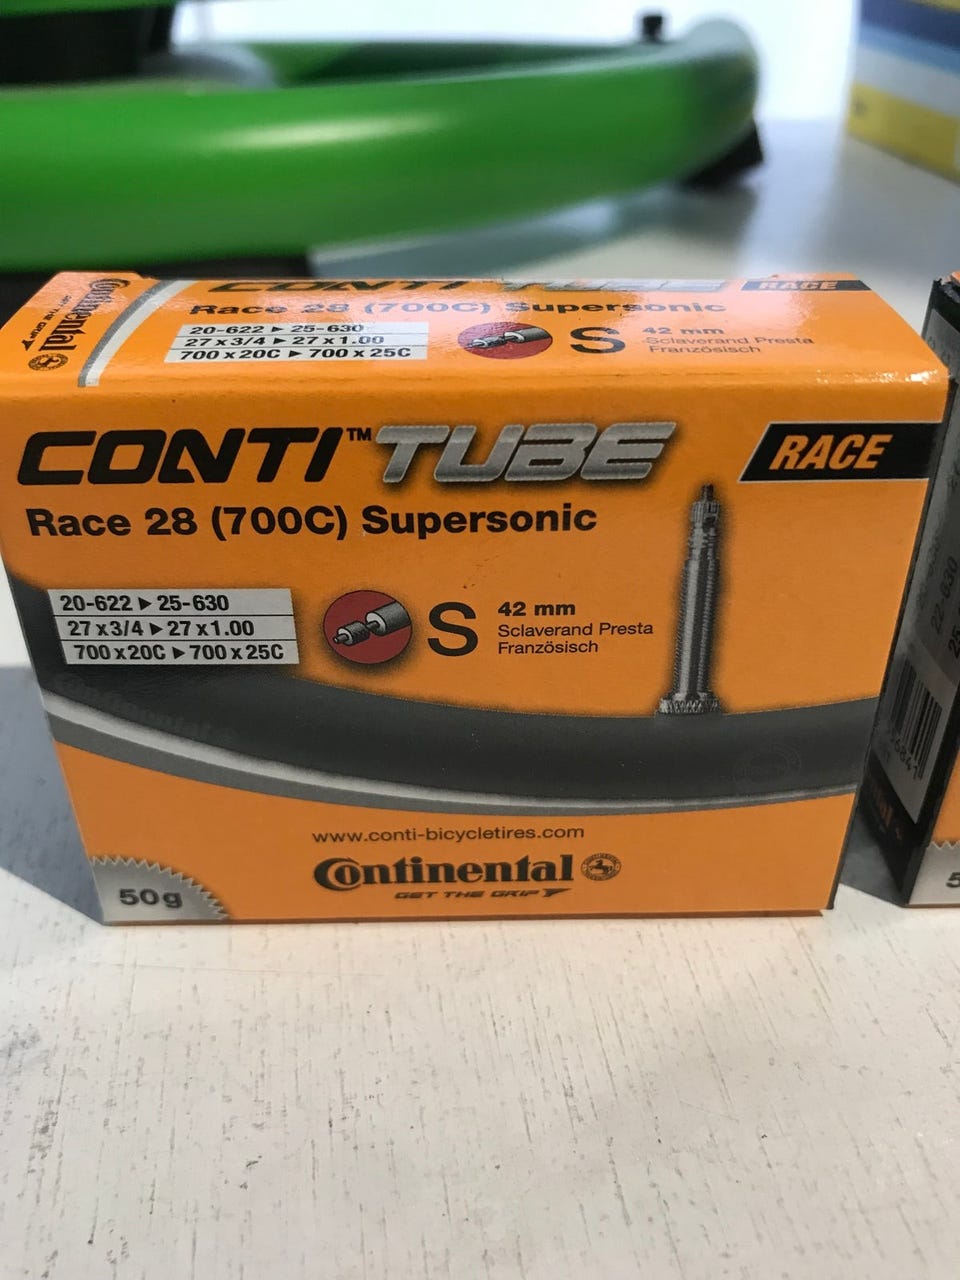 Continental
CONTI TUBE RACE
Race 28 (700C) Supersonic
20-622 ▸ 25-630
27 x 3/4 ▸ 27 x 1.00
700 x 20C ▸ 700 x 25C
S
42 mm
Sclaverand Presta
Französisch
CONTI™ TUBE
RACE
Race 28 (700C) Supersonic
20-622 ▸ 25-630
27 x 3/4 ▸ 27 x 1.00
700 x 20C ▸ 700 x 25C
S
42 mm
Sclaverand Presta
Französisch
www.conti-bicycletires.com
Continental
GET THE GRIP
50g